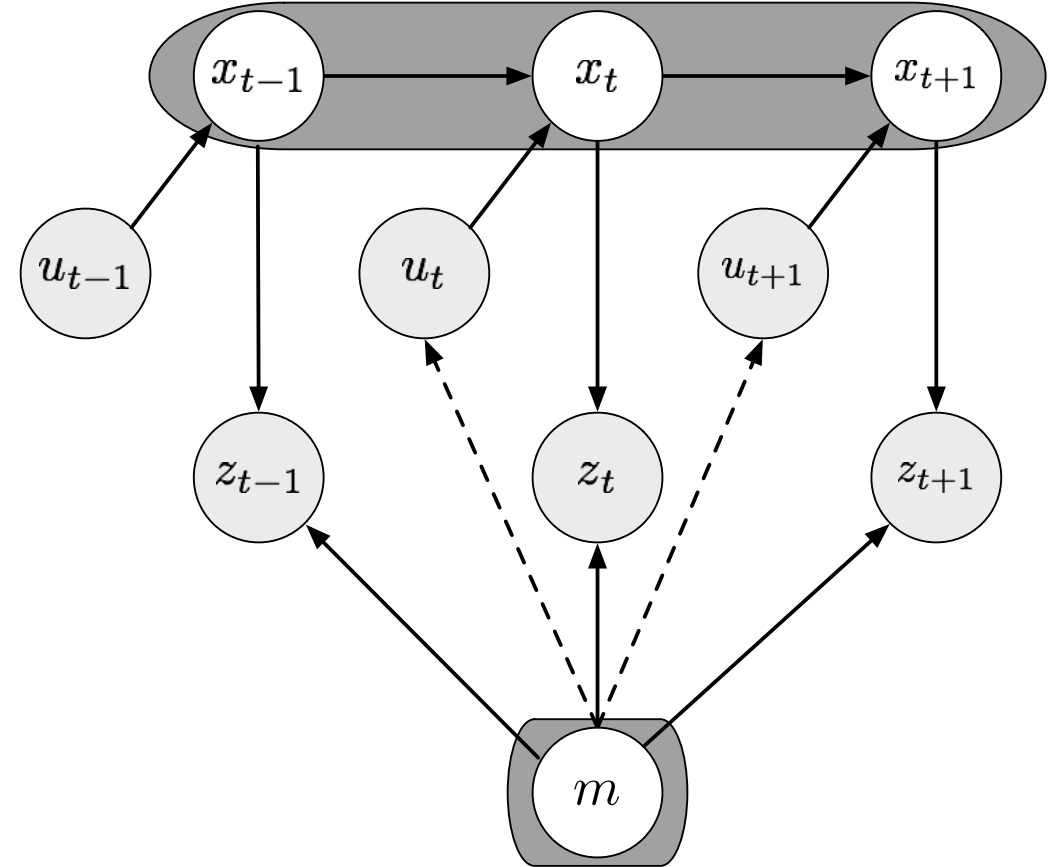 x_{t-1} x_t x_{t+1}
u_{t-1} u_t u_{t+1}
z_{t-1} z_t z_{t+1}
m